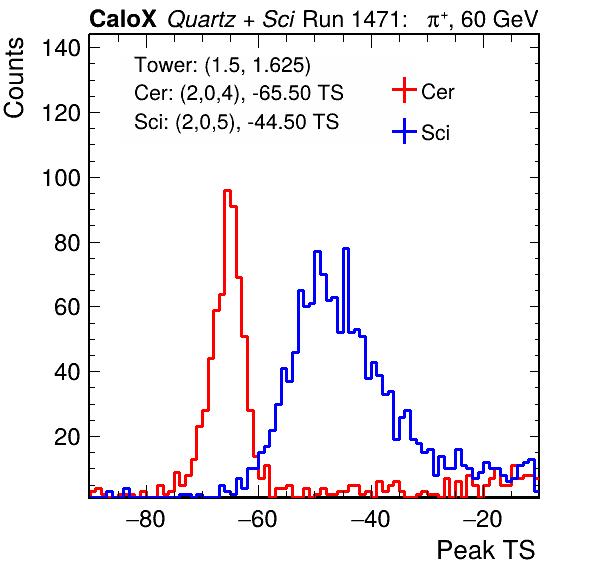 CaloX Quartz + Sci Run 1471: π+, 60 GeV
Counts
Tower: (1.5, 1.625)
Cer: (2,0,4), -65.50 TS
Sci: (2,0,5), -44.50 TS
Cer
Sci
140
120
100
80
60
40
20
−80 −60 −40 −20
Peak TS